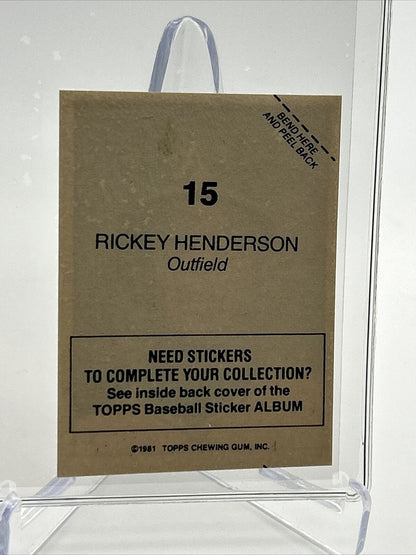 BEND HERE
AND PEEL BACK
15
RICKEY HENDERSON
Outfield
NEED STICKERS
TO COMPLETE YOUR COLLECTION?
See inside back cover of the
TOPPS Baseball Sticker ALBUM
©1981 TOPPS CHEWING GUM, INC.